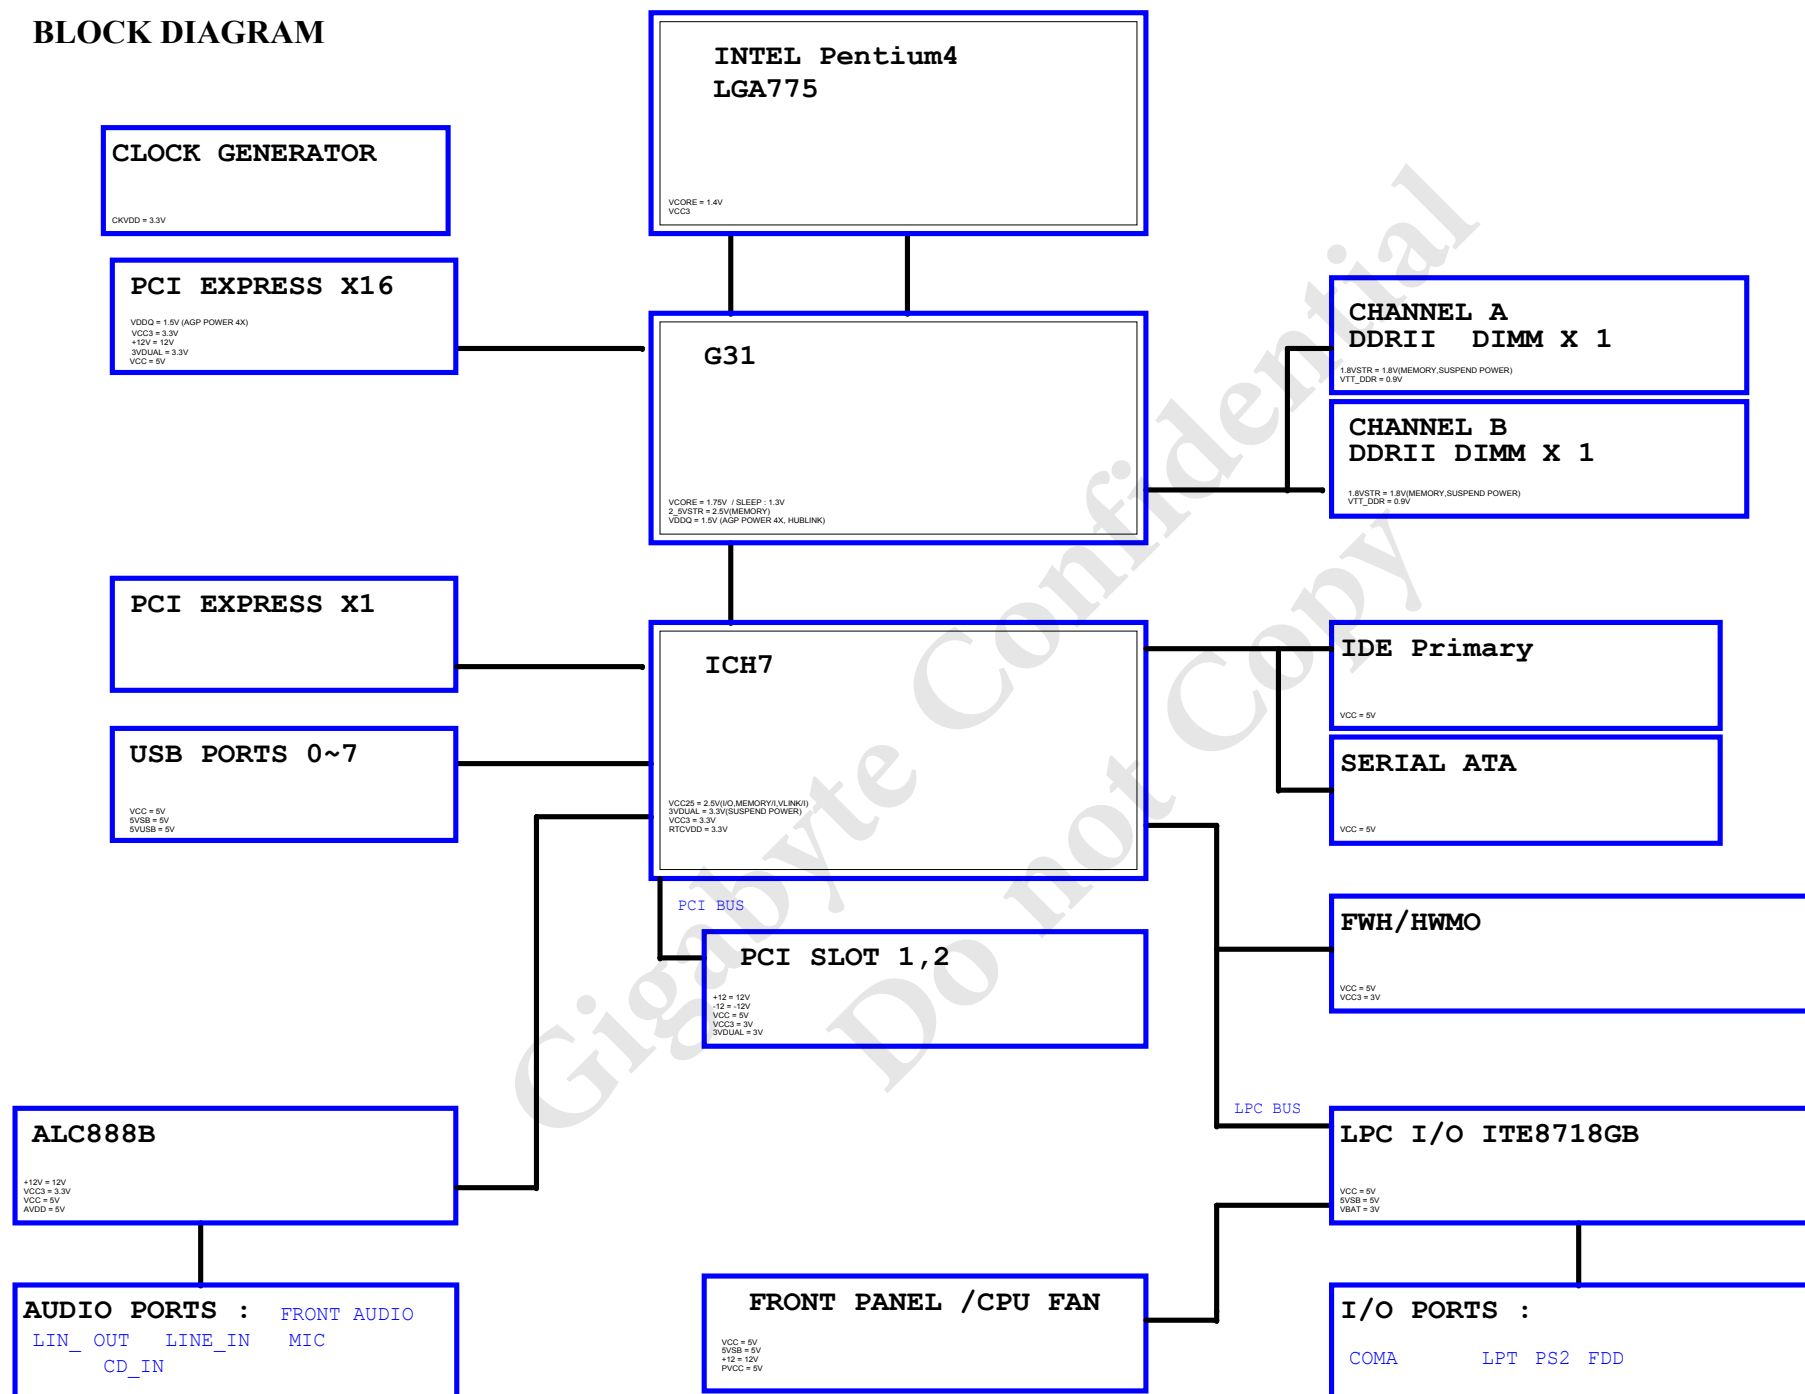 BLOCK DIAGRAM
INTEL Pentium4
LGA775
VCORE = 1.4V
VCC3
CLOCK GENERATOR
CKVDD = 3.3V
PCI EXPRESS X16
VDDQ = 1.5V (AGP POWER 4X)
VCC3 = 3.3V
+12V = 12V
3VDUAL = 3.3V
VCC = 5V
G31
VCORE = 1.75V / SLEEP : 1.3V
2_5VSTR = 2.5V(MEMORY)
VDDQ = 1.5V (AGP POWER 4X, HUBLINK)
CHANNEL A
DDRII DIMM X 1
1.8VSTR = 1.8V(MEMORY,SUSPEND POWER)
VTT_DDR = 0.9V
CHANNEL B
DDRII DIMM X 1
1.8VSTR = 1.8V(MEMORY,SUSPEND POWER)
VTT_DDR = 0.9V
PCI EXPRESS X1
ICH7
VCC25 = 2.5V(I/O,MEMORY/I,VLINK/I)
3VDUAL = 3.3V(SUSPEND POWER)
VCC3 = 3.3V
RTCVDD = 3.3V
IDE Primary
VCC = 5V
USB PORTS 0~7
VCC = 5V
5VSB = 5V
5VUSB = 5V
SERIAL ATA
VCC = 5V
PCI BUS
PCI SLOT 1,2
+12 = 12V
-12 = -12V
VCC = 5V
VCC3 = 3V
3VDUAL = 3V
FWH/HWMO
VCC = 5V
VCC3 = 3V
LPC BUS
ALC888B
+12V = 12V
VCC3 = 3.3V
VCC = 5V
AVDD = 5V
LPC I/O ITE8718GB
VCC = 5V
5VSB = 5V
VBAT = 3V
AUDIO PORTS : FRONT AUDIO
LIN_ OUT LINE_IN MIC
CD_IN
FRONT PANEL /CPU FAN
VCC = 5V
5VSB = 5V
+12 = 12V
PVCC = 5V
I/O PORTS :
COMA LPT PS2 FDD
Gigabyte Confidential
Do not Copy